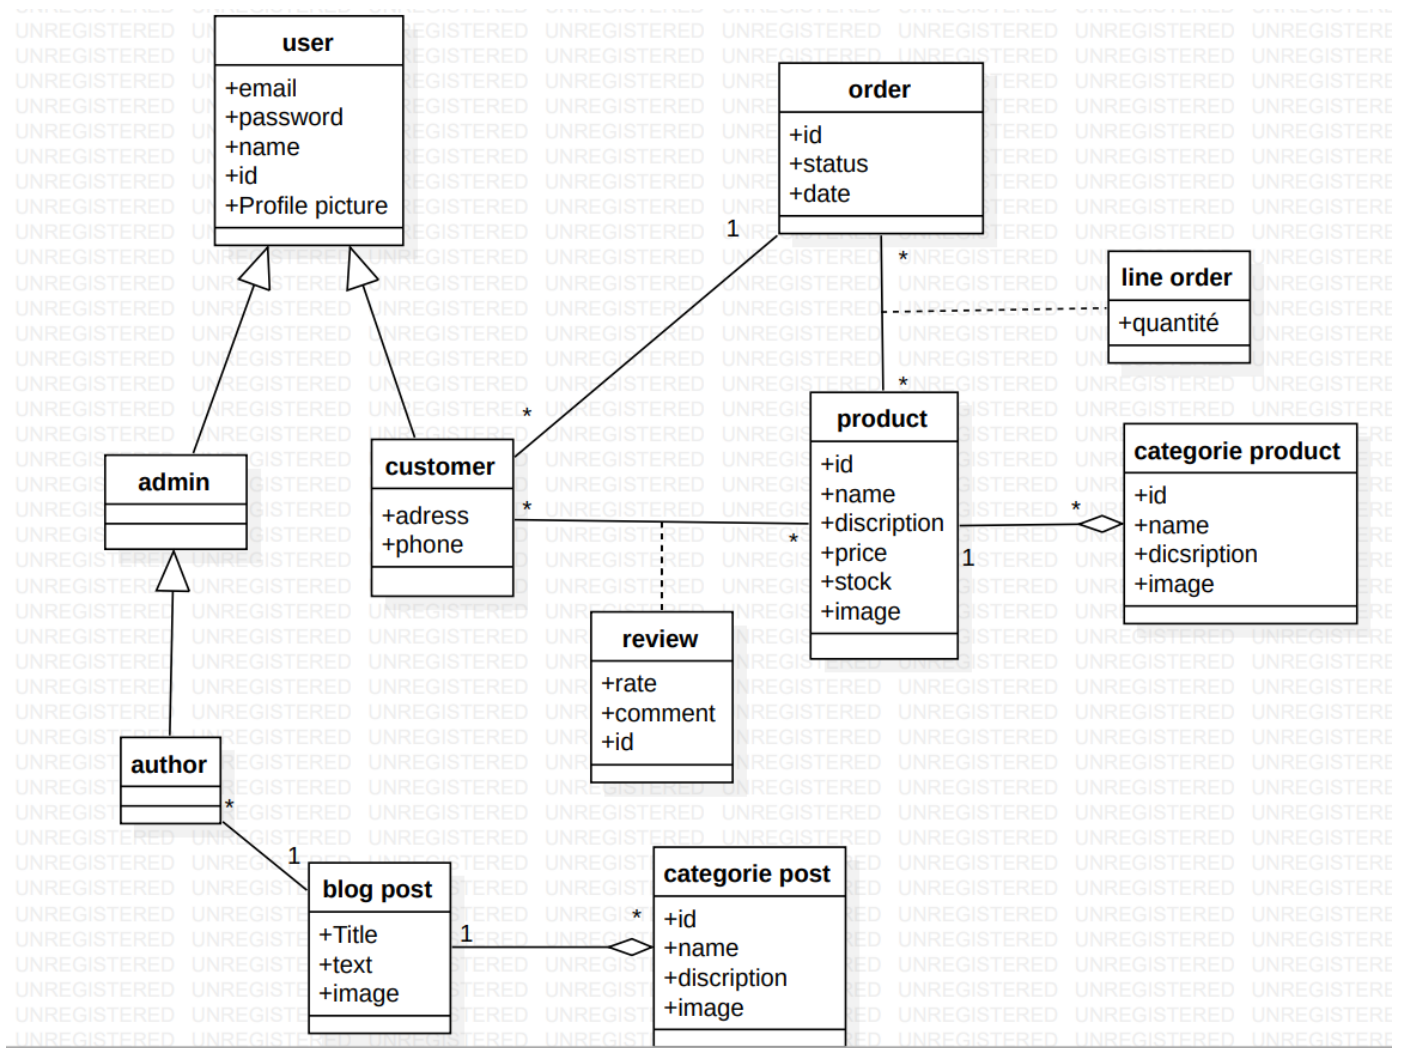 user
+email
+password
+name
+id
+Profile picture
order
+id
+status
+date
1
*
line order
+quantité
*
*
product
+id
+name
+discription
+price
+stock
+image
categorie product
+id
+name
+dicsription
+image
*
1
admin
customer
+adress
+phone
*
*
review
+rate
+comment
+id
author
*
1
blog post
+Title
+text
+image
1
*
categorie post
+id
+name
+discription
+image
UNREGISTERED